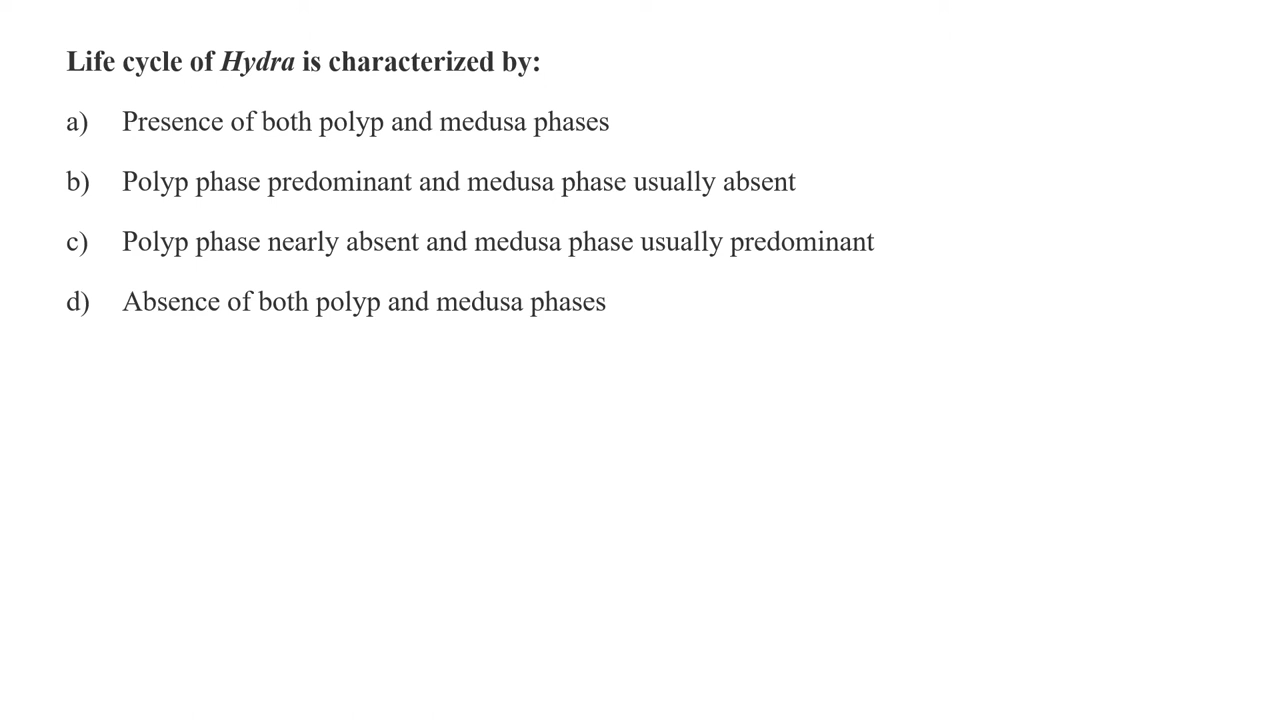 Life cycle of Hydra is characterized by:
a) Presence of both polyp and medusa phases
b) Polyp phase predominant and medusa phase usually absent
c) Polyp phase nearly absent and medusa phase usually predominant
d) Absence of both polyp and medusa phases